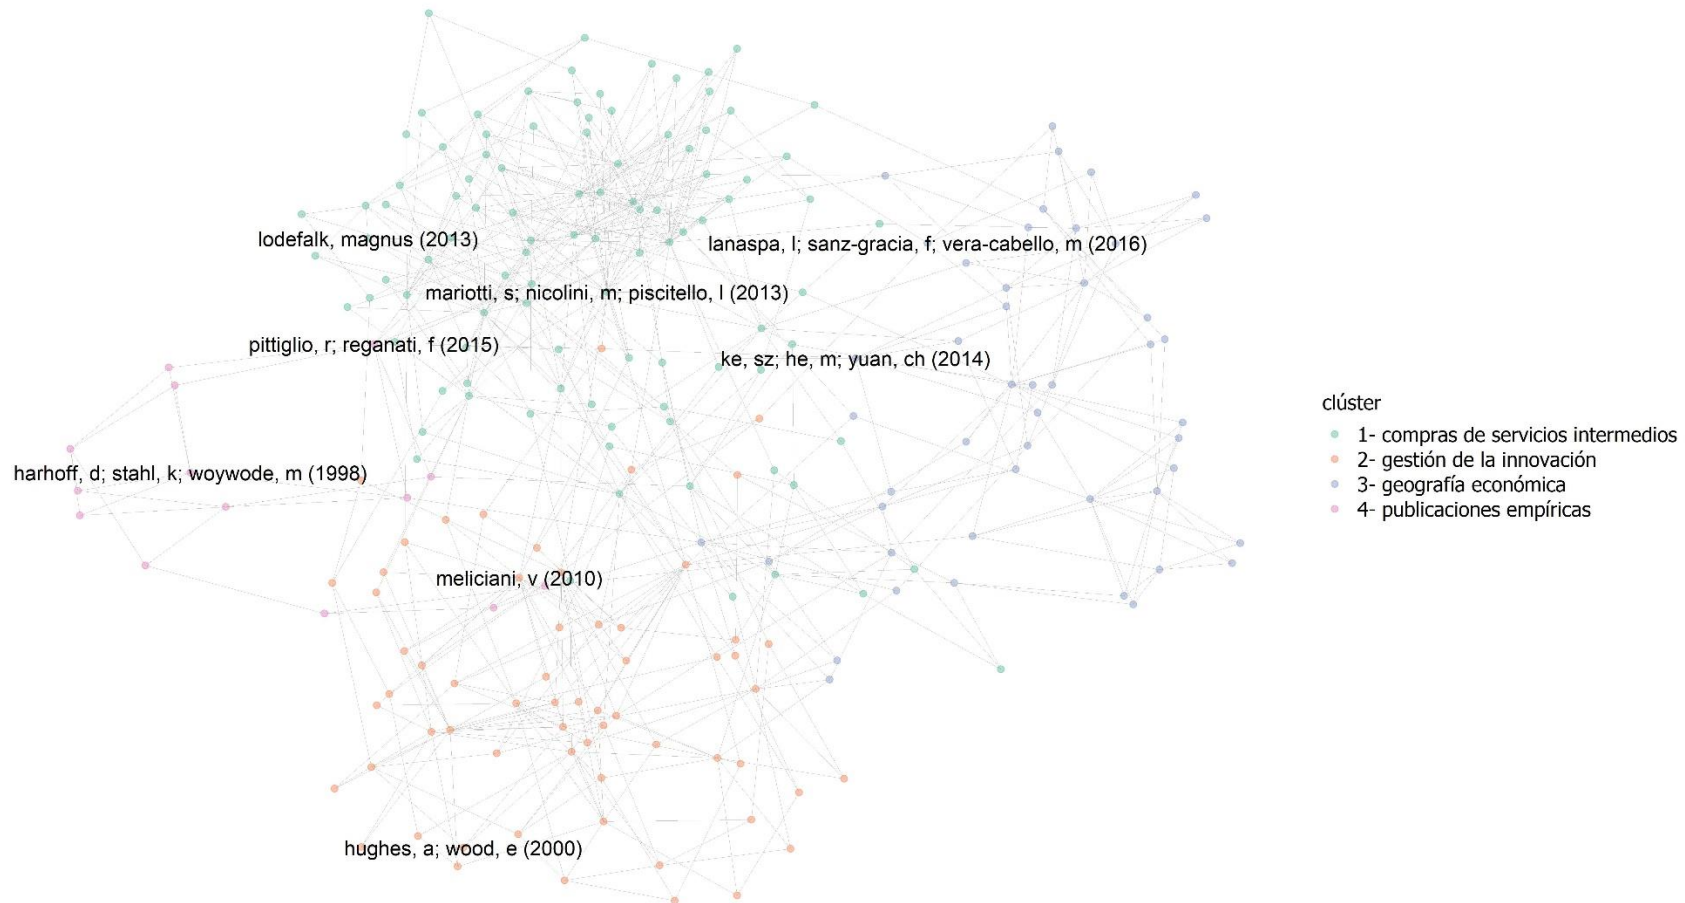 lodefalk, magnus (2013)
lanaspa, l; sanz-gracia, f; vera-cabello, m (2016)
mariotti, s; nicolini, m; piscitello, l (2013)
pittiglio, r; reganati, f (2015)
ke, sz; he, m; yuan, ch (2014)
harhoff, d; stahl, k; woywode, m (1998)
meliciani, v (2010)
hughes, a; wood, e (2000)
clúster
1- compras de servicios intermedios
2- gestión de la innovación
3- geografía económica
4- publicaciones empíricas